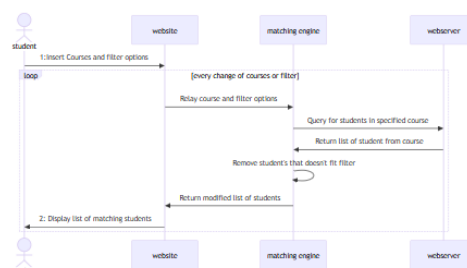 website
matching engine
webserver
student
1:Insert Courses and filter options
loop
[every change of courses or filter]
Relay course and filter options
Query for students in specified course
Return list of student from course
Remove student's that doesn't fit filter
Return modified list of students
2: Display list of matching students
website
matching engine
webserver